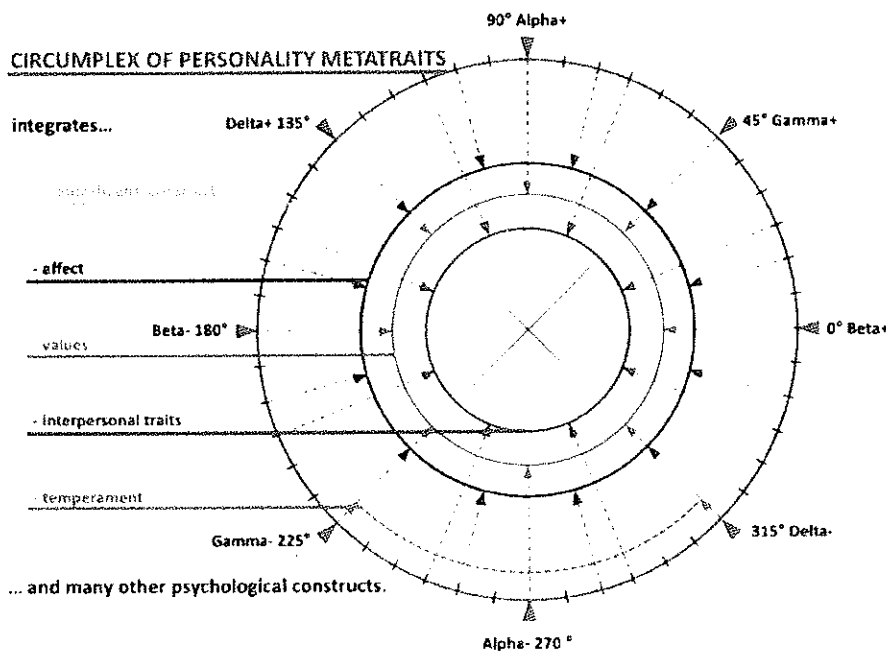 90° Alpha+
CIRCUMPLEX OF PERSONALITY METATRAITS
integrates...
Delta+ 135°
45° Gamma+
- affect
Beta- 180°
0° Beta+
values
- interpersonal traits
- temperament
Gamma- 225°
315° Delta-
... and many other psychological constructs.
Alpha- 270 °